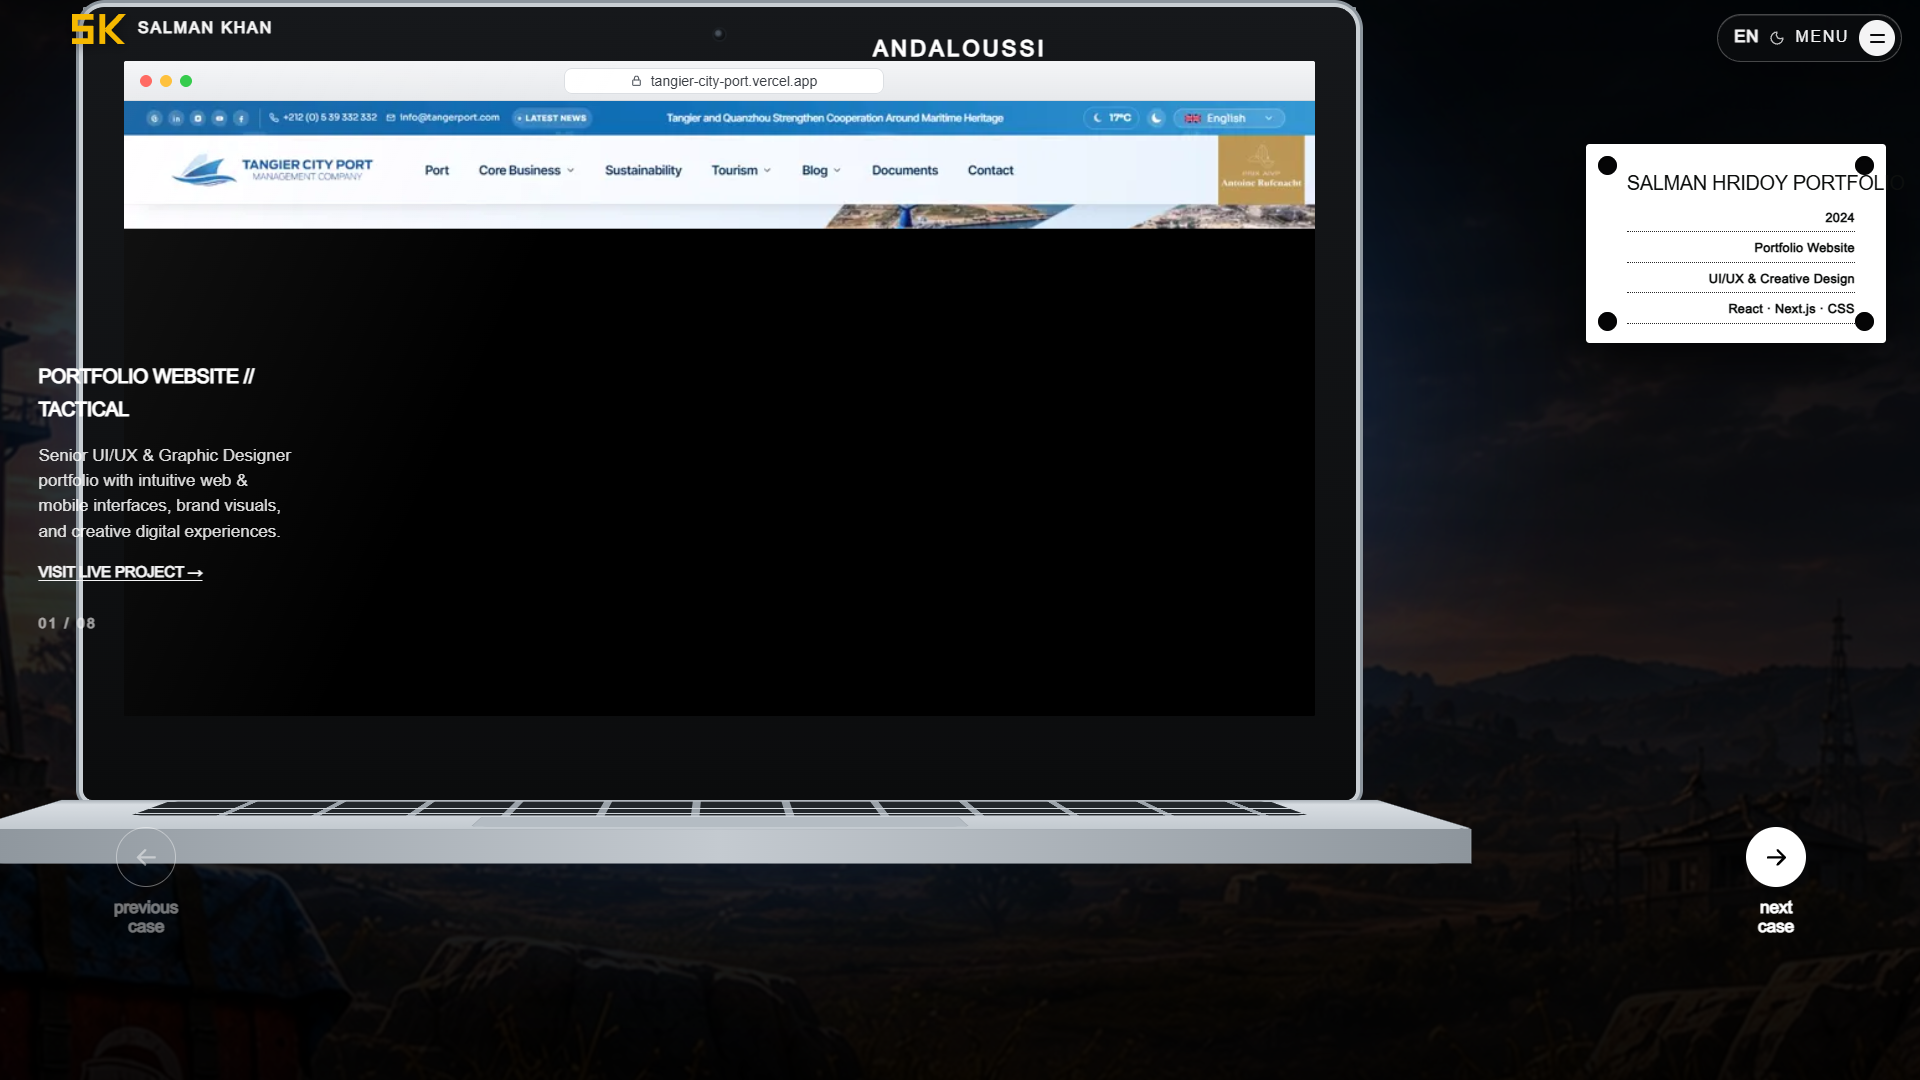 SK SALMAN KHAN
ANDALOUSSI
EN MENU
tangier-city-port.vercel.app
+212 (0) 5 39 332 332 info@tangerport.com • LATEST NEWS Tangier and Quanzhou Strengthen Cooperation Around Maritime Heritage 17°C English
TANGIER CITY PORT
MANAGEMENT COMPANY
Port Core Business Sustainability Tourism Blog Documents Contact
Antoine Rufenacht
SALMAN HRIDOY PORTFOLIO
2024
Portfolio Website
UI/UX & Creative Design
React · Next.js · CSS
PORTFOLIO WEBSITE //
TACTICAL
Senior UI/UX & Graphic Designer
portfolio with intuitive web &
mobile interfaces, brand visuals,
and creative digital experiences.
VISIT LIVE PROJECT →
01 / 08
previous
case
next
case